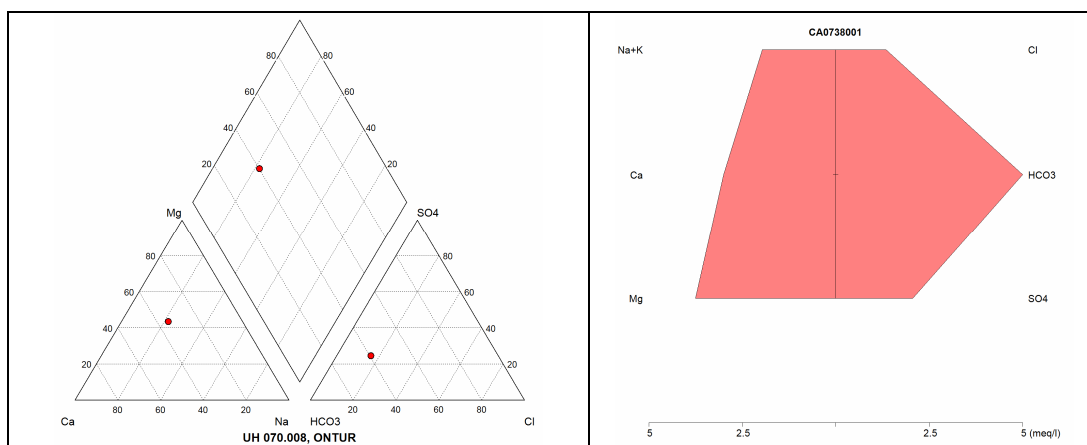 80 80
60 60
40 40
20 20
Mg SO4
80 80
60 60
40 40
20 20
Ca 80 60 40 20 Na HCO3 20 40 60 80 Cl
UH 070.008, ONTUR
CA0738001
Na+K Cl
Ca HCO3
Mg SO4
5 2.5 2.5 5 (meq/l)